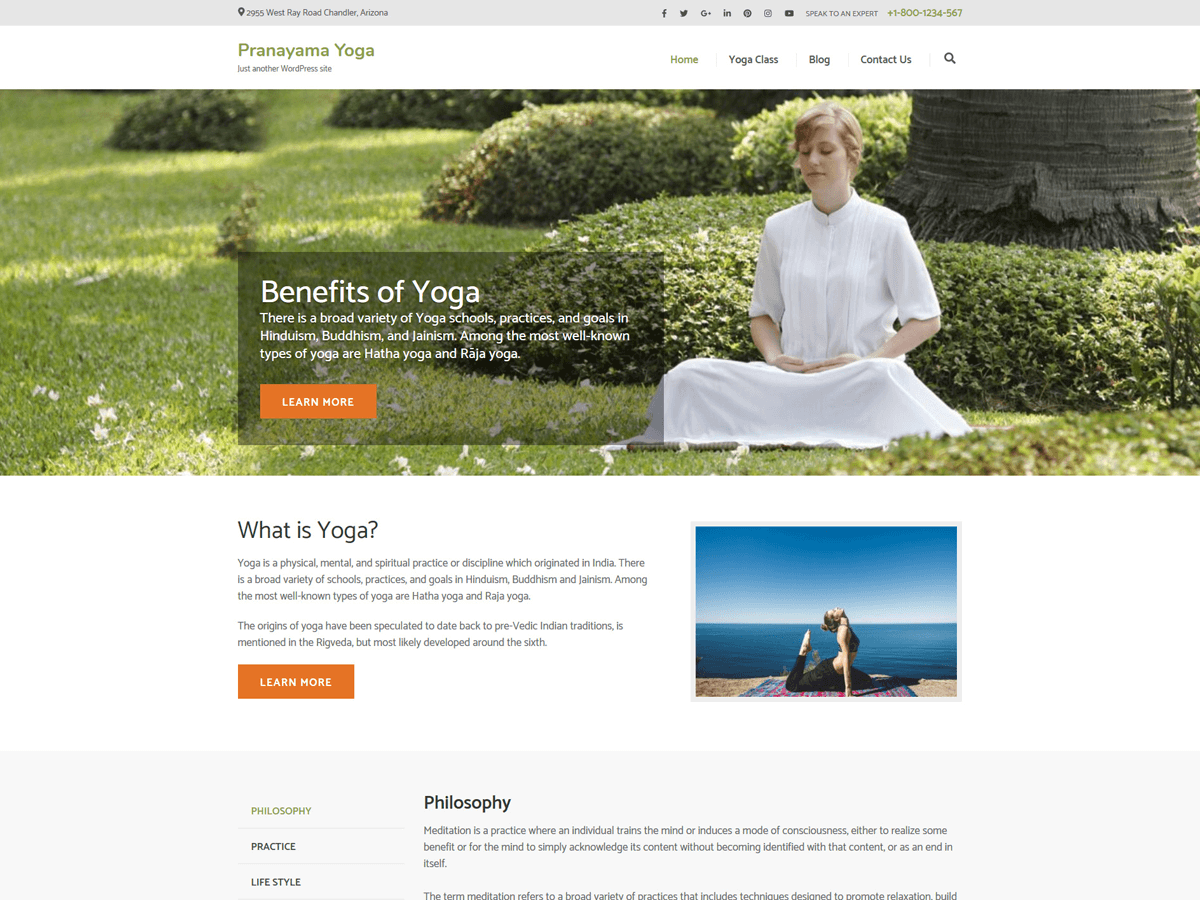 2955 West Ray Road Chandler, Arizona
SPEAK TO AN EXPERT +1-800-1234-567
Pranayama Yoga
Just another WordPress site
Home Yoga Class Blog Contact Us
Benefits of Yoga
There is a broad variety of Yoga schools, practices, and goals in
Hinduism, Buddhism, and Jainism. Among the most well-known
types of yoga are Hatha yoga and Rāja yoga.
LEARN MORE
What is Yoga?
Yoga is a physical, mental, and spiritual practice or discipline which originated in India. There
is a broad variety of schools, practices, and goals in Hinduism, Buddhism and Jainism. Among
the most well-known types of yoga are Hatha yoga and Raja yoga.
The origins of yoga have been speculated to date back to pre-Vedic Indian traditions, is
mentioned in the Rigveda, but most likely developed around the sixth.
LEARN MORE
PHILOSOPHY
PRACTICE
LIFE STYLE
Philosophy
Meditation is a practice where an individual trains the mind or induces a mode of consciousness, either to realize some
benefit or for the mind to simply acknowledge its content without becoming identified with that content, or as an end in
itself.
The term meditation refers to a broad variety of practices that includes techniques designed to promote relaxation, build